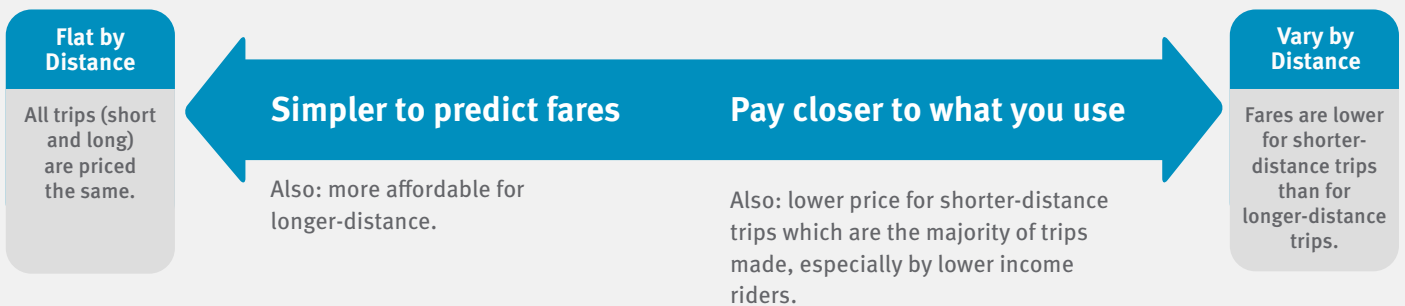 Flat by
Distance
All trips (short
and long)
are priced
the same.
Simpler to predict fares
Also: more affordable for
longer-distance.
Pay closer to what you use
Also: lower price for shorter-distance
trips which are the majority of trips
made, especially by lower income
riders.
Vary by
Distance
Fares are lower
for shorter-
distance trips
than for
longer-distance
trips.